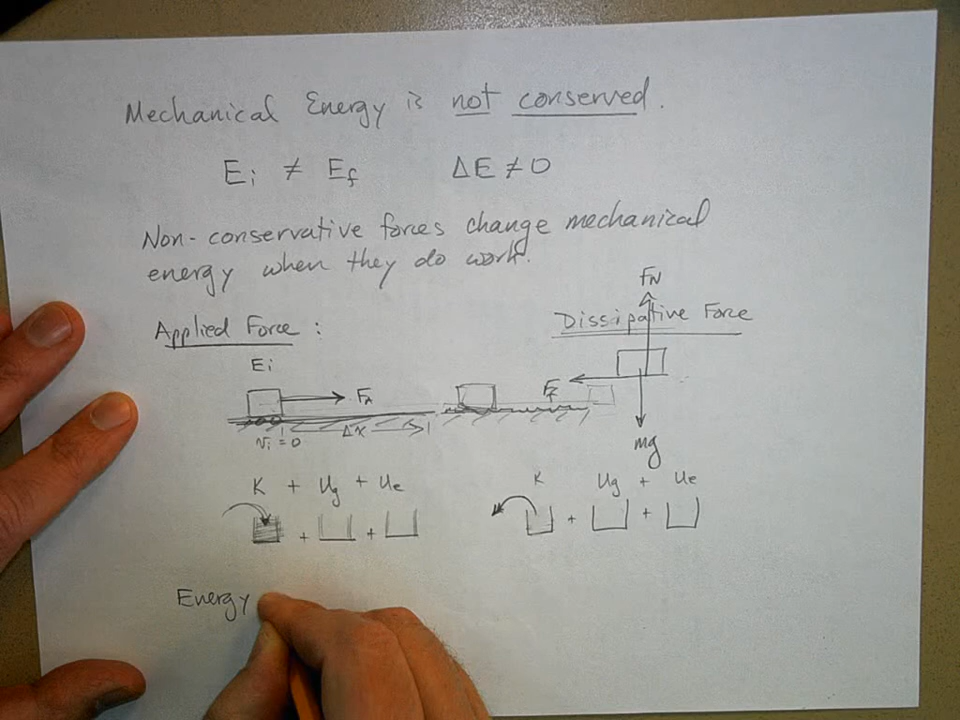 Mechanical Energy is not conserved.
Ei ≠ Ef ΔE ≠ 0
Non-conservative forces change mechanical
energy when they do work.
FN
Applied Force : Dissipative Force
Ei
FA
Δx
vi = 0
mg
K + Ug + Ue K Ug + Ue
+ + + +
Energy